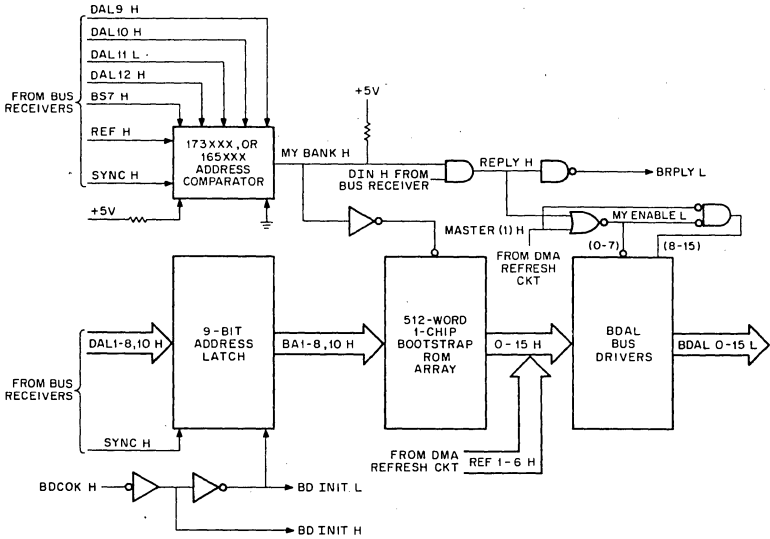 DAL9 H
DAL10 H
DAL11 L
DAL12 H
BS7 H
FROM BUS
RECEIVERS
REF H
SYNC H
+5V
173XXX, OR
165XXX
ADDRESS
COMPARATOR
MY BANK H
+5V
DIN H FROM
BUS RECEIVER
REPLY H
BRPLY L
MASTER (1) H
MY ENABLE L
FROM DMA
REFRESH
CKT
(0-7)
(8-15)
DAL1-8,10 H
FROM BUS
RECEIVERS
SYNC H
9-BIT
ADDRESS
LATCH
BA1-8,10 H
512-WORD
1-CHIP
BOOTSTRAP
ROM
ARRAY
0-15 H
BDAL
BUS
DRIVERS
BDAL 0-15 L
FROM DMA
REFRESH CKT
REF 1-6 H
BDCOK H
BD INIT L
BD INIT H